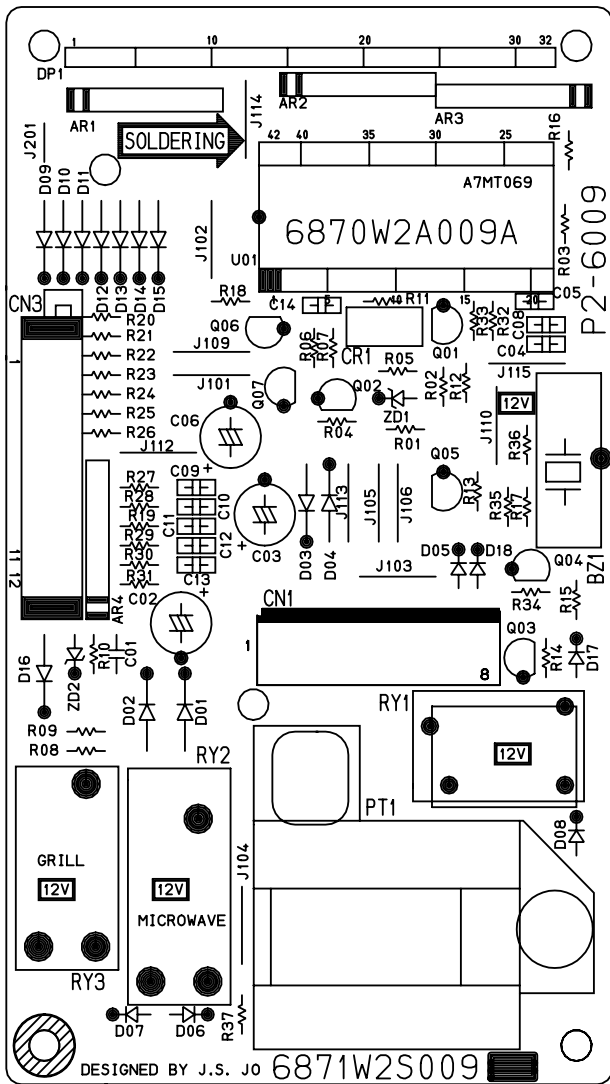 1 10 20 30 32
DP1
AR1
AR2
AR3
J114
R16
SOLDERING
J201
42 40 35 30 25
A7MT069
D09
D10
D11
6870W2A009A
J102
R03
P2-6009
U01
D12
D13
D14
D15
CN3
R18
C14
1 5 10 15 20
R11
C05
R20
R21
R22
R23
R24
R25
R26
Q06
R06
R07
CR1
Q01
R33
R32
C08
C04
J109
R05
J115
1
J101
Q07
Q02
ZD1
R02
R12
J110
12V
C06
R04
R01
R36
J112
Q05
R27
R28
R19
R29
R30
R31
C09
C10
C11
C12
C13
+
C03
+
D03
D04
J113
J105
J106
R13
R35
R17
BZ1
11 12
AR4
C02
+
J103
D05
D18
Q04
R34
R15
CN1
1
8
Q03
R14
D17
D16
ZD2
R10
C01
D02
D01
R09
R08
RY1
12V
RY2
PT1
D08
GRILL
12V
12V
MICROWAVE
J104
RY3
D07
D06
R37
DESIGNED BY J.S. JO
6871W2S009